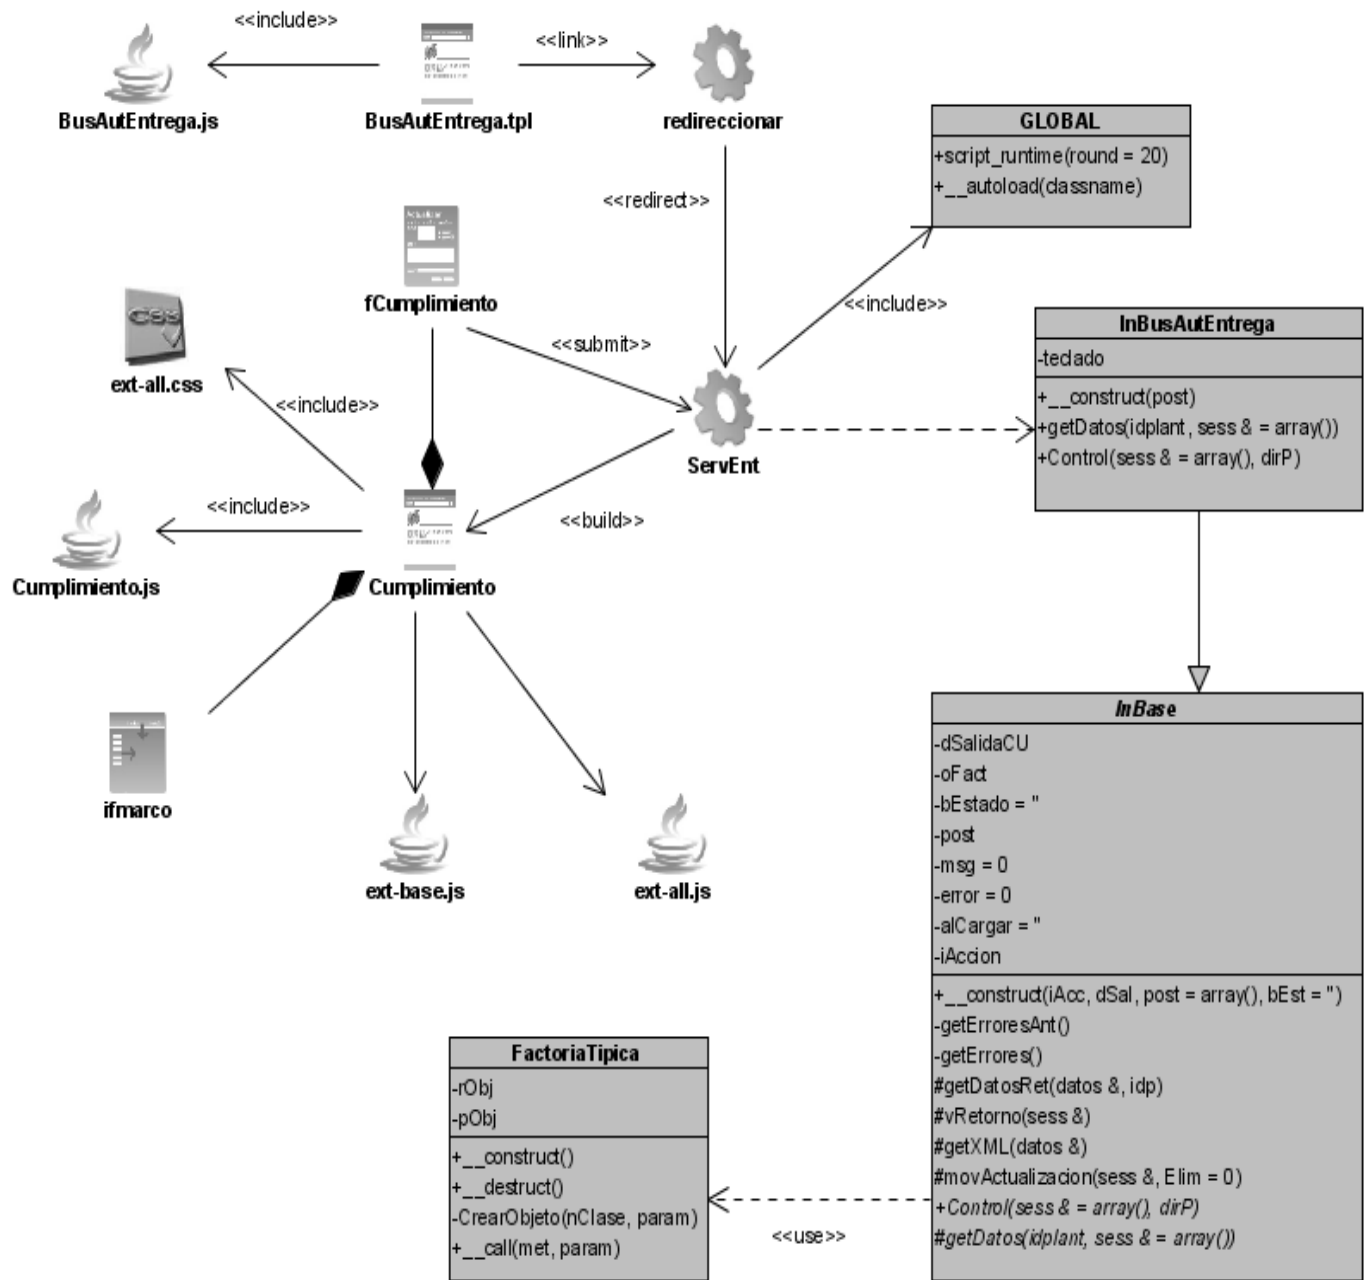 <<include>>
<<link>>
BusAutEntrega.js
BusAutEntrega.tpl
redireccionar
GLOBAL
+script_runtime(round = 20)
+__autoload(classname)
<<redirect>>
fCumplimiento
<<include>>
CSS
ext-all.css
<<submit>>
<<include>>
InBusAutEntrega
-teclado
+__construct(post)
+getDatos(idplant, sess & = array())
+Control(sess & = array(), dirP)
ServEnt
<<include>>
<<build>>
Cumplimiento.js
Cumplimiento
ifmarco
ext-base.js
ext-all.js
InBase
-dSalidaCU
-oFact
-bEstado = ''
-post
-msg = 0
-error = 0
-alCargar = ''
-iAccion
+__construct(iAcc, dSal, post = array(), bEst = '')
-getErroresAnt()
-getErrores()
#getDatosRet(datos &, idp)
#vRetorno(sess &)
#getXML(datos &)
#movActualizacion(sess &, Elim = 0)
+Control(sess & = array(), dirP)
#getDatos(idplant, sess & = array())
FactoriaTipica
-rObj
-pObj
+__construct()
+__destruct()
-CrearObjeto(nClase, param)
+__call(met, param)
<<use>>